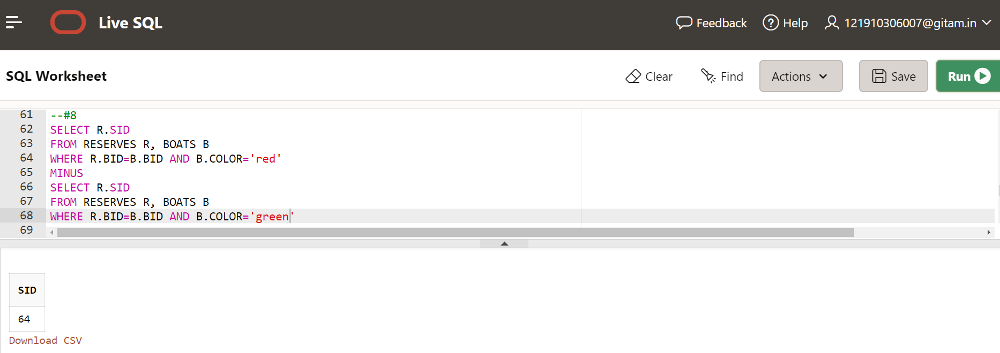 Live SQL
Feedback
Help
121910306007@gitam.in
SQL Worksheet
Clear
Find
Actions
Save
Run
61 --#8
62 SELECT R.SID
63 FROM RESERVES R, BOATS B
64 WHERE R.BID=B.BID AND B.COLOR='red'
65 MINUS
66 SELECT R.SID
67 FROM RESERVES R, BOATS B
68 WHERE R.BID=B.BID AND B.COLOR='green'
69
SID
64
Download CSV